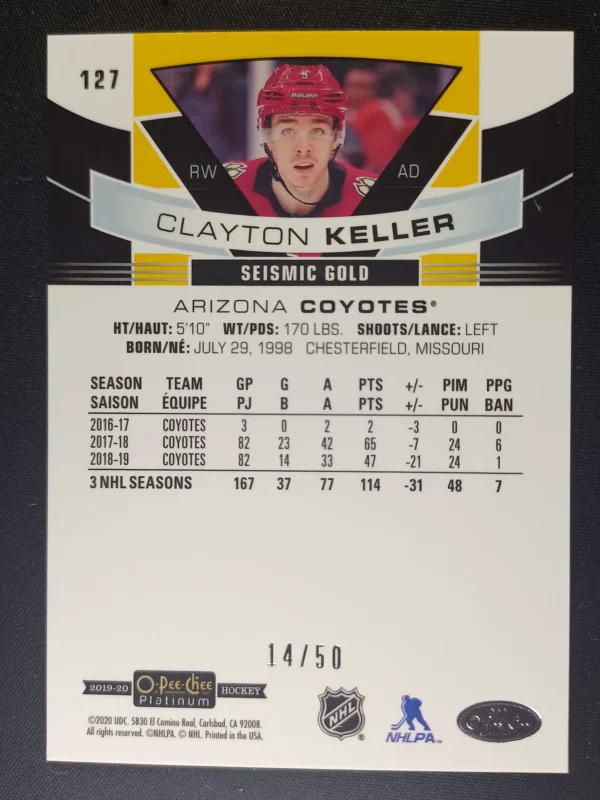 127
5
BAUER
RW AD
CLAYTON KELLER
SEISMIC GOLD
ARIZONA COYOTES®
HT/HAUT: 5'10" WT/PDS: 170 LBS. SHOOTS/LANCE: LEFT
BORN/NÉ: JULY 29, 1998 CHESTERFIELD, MISSOURI
SEASON TEAM GP G A PTS +/- PIM PPG
SAISON ÉQUIPE PJ B A PTS +/- PUN BAN
2016-17 COYOTES 3 0 2 2 -3 0 0
2017-18 COYOTES 82 23 42 65 -7 24 6
2018-19 COYOTES 82 14 33 47 -21 24 1
3 NHL SEASONS 167 37 77 114 -31 48 7
14/50
2019-20 O-Pee-Chee Platinum HOCKEY
©2020 UDC. 5830 El Camino Real, Carlsbad, CA 92008.
All rights reserved. ©NHLPA. © NHL. Printed in the USA.
NHL
NHLPA™